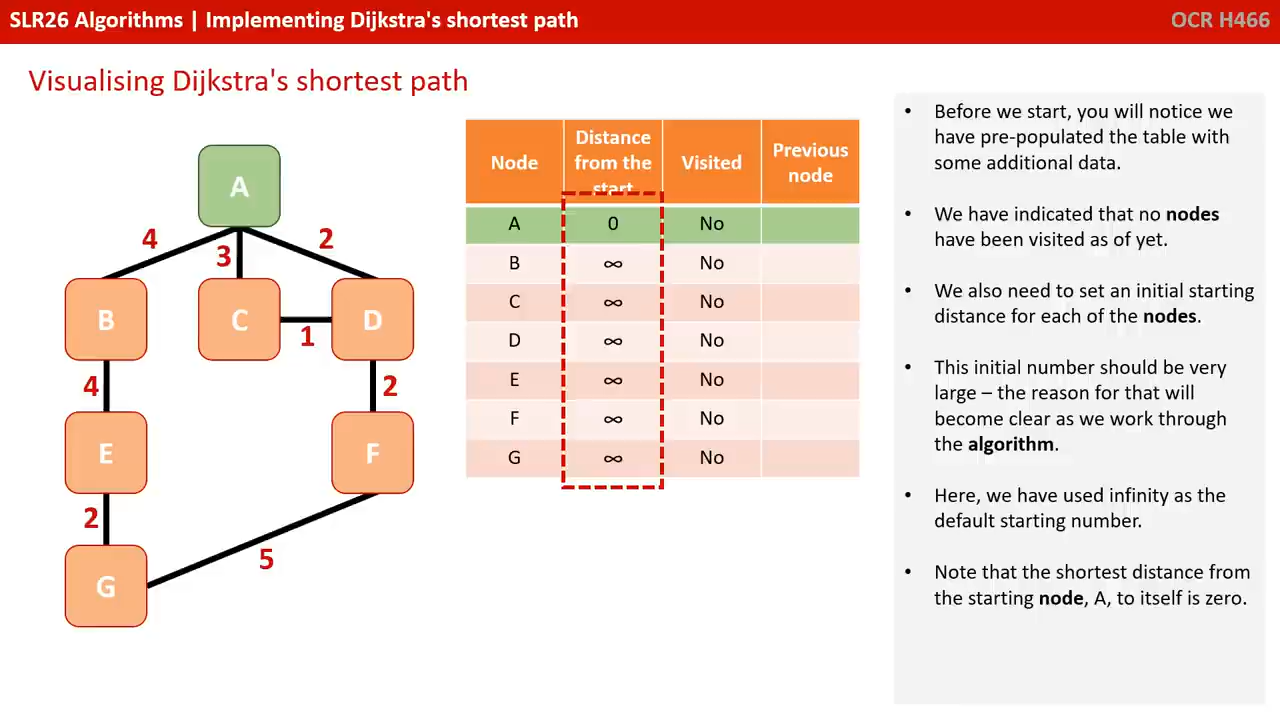 SLR26 Algorithms | Implementing Dijkstra's shortest path
OCR H466
Visualising Dijkstra's shortest path
A
4
3
2
B
C
D
1
4
2
E
F
2
5
G
Node
Distance from the start
Visited
Previous node
A 0 No
B ∞ No
C ∞ No
D ∞ No
E ∞ No
F ∞ No
G ∞ No
• Before we start, you will notice we
have pre-populated the table with
some additional data.
• We have indicated that no nodes
have been visited as of yet.
• We also need to set an initial starting
distance for each of the nodes.
• This initial number should be very
large – the reason for that will
become clear as we work through
the algorithm.
• Here, we have used infinity as the
default starting number.
• Note that the shortest distance from
the starting node, A, to itself is zero.